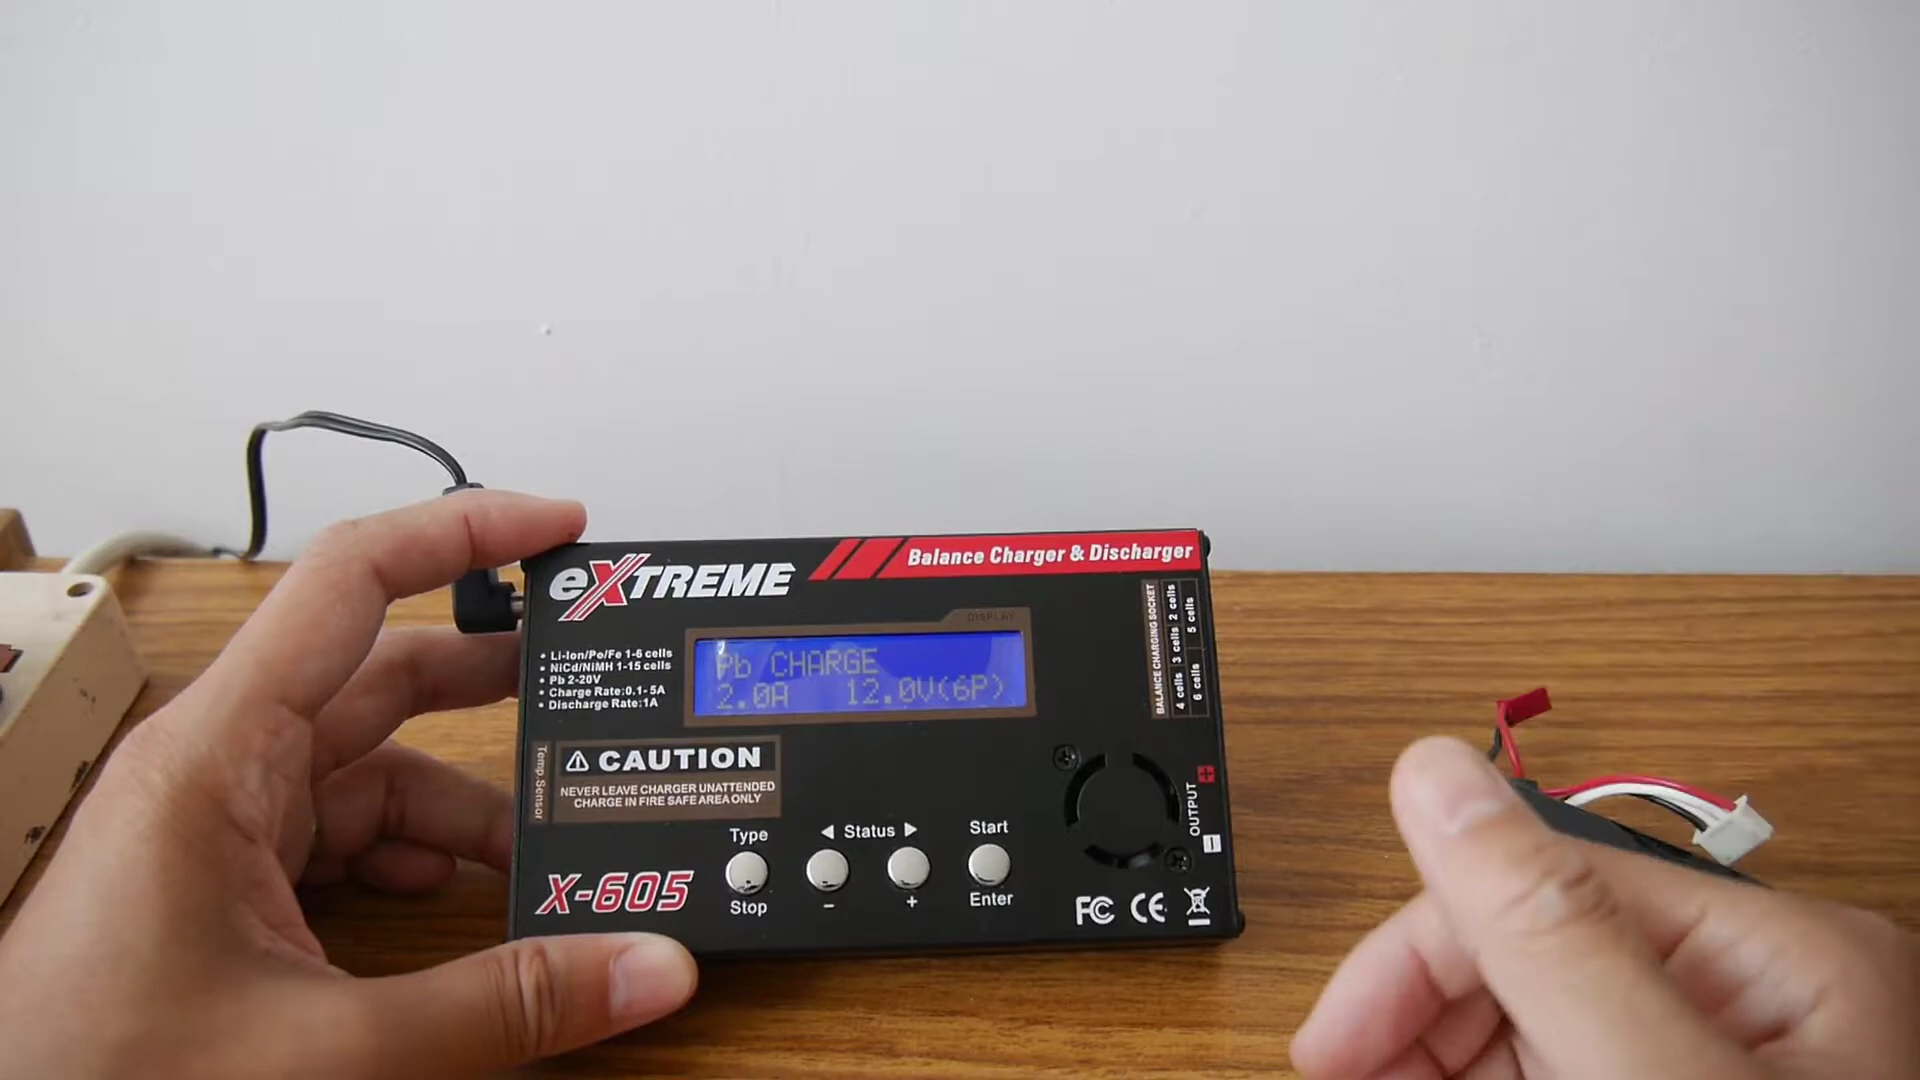 eXTREME
Balance Charger & Discharger
DISPLAY
Pb CHARGE
2.0A 12.0V(6P)
• Li-Ion/Po/Fe 1-6 cells
• NiCd/NiMH 1-15 cells
• Pb 2-20V
• Charge Rate:0.1- 5A
• Discharge Rate:1A
BALANCE CHARGING SOCKET
4 cells 3 cells 2 cells
6 cells 5 cells
Temp.Sensor
⚠ CAUTION
NEVER LEAVE CHARGER UNATTENDED
CHARGE IN FIRE SAFE AREA ONLY
OUTPUT
+
−
Type
◀ Status ▶
Start
Stop
−
+
Enter
X-605
FC CE